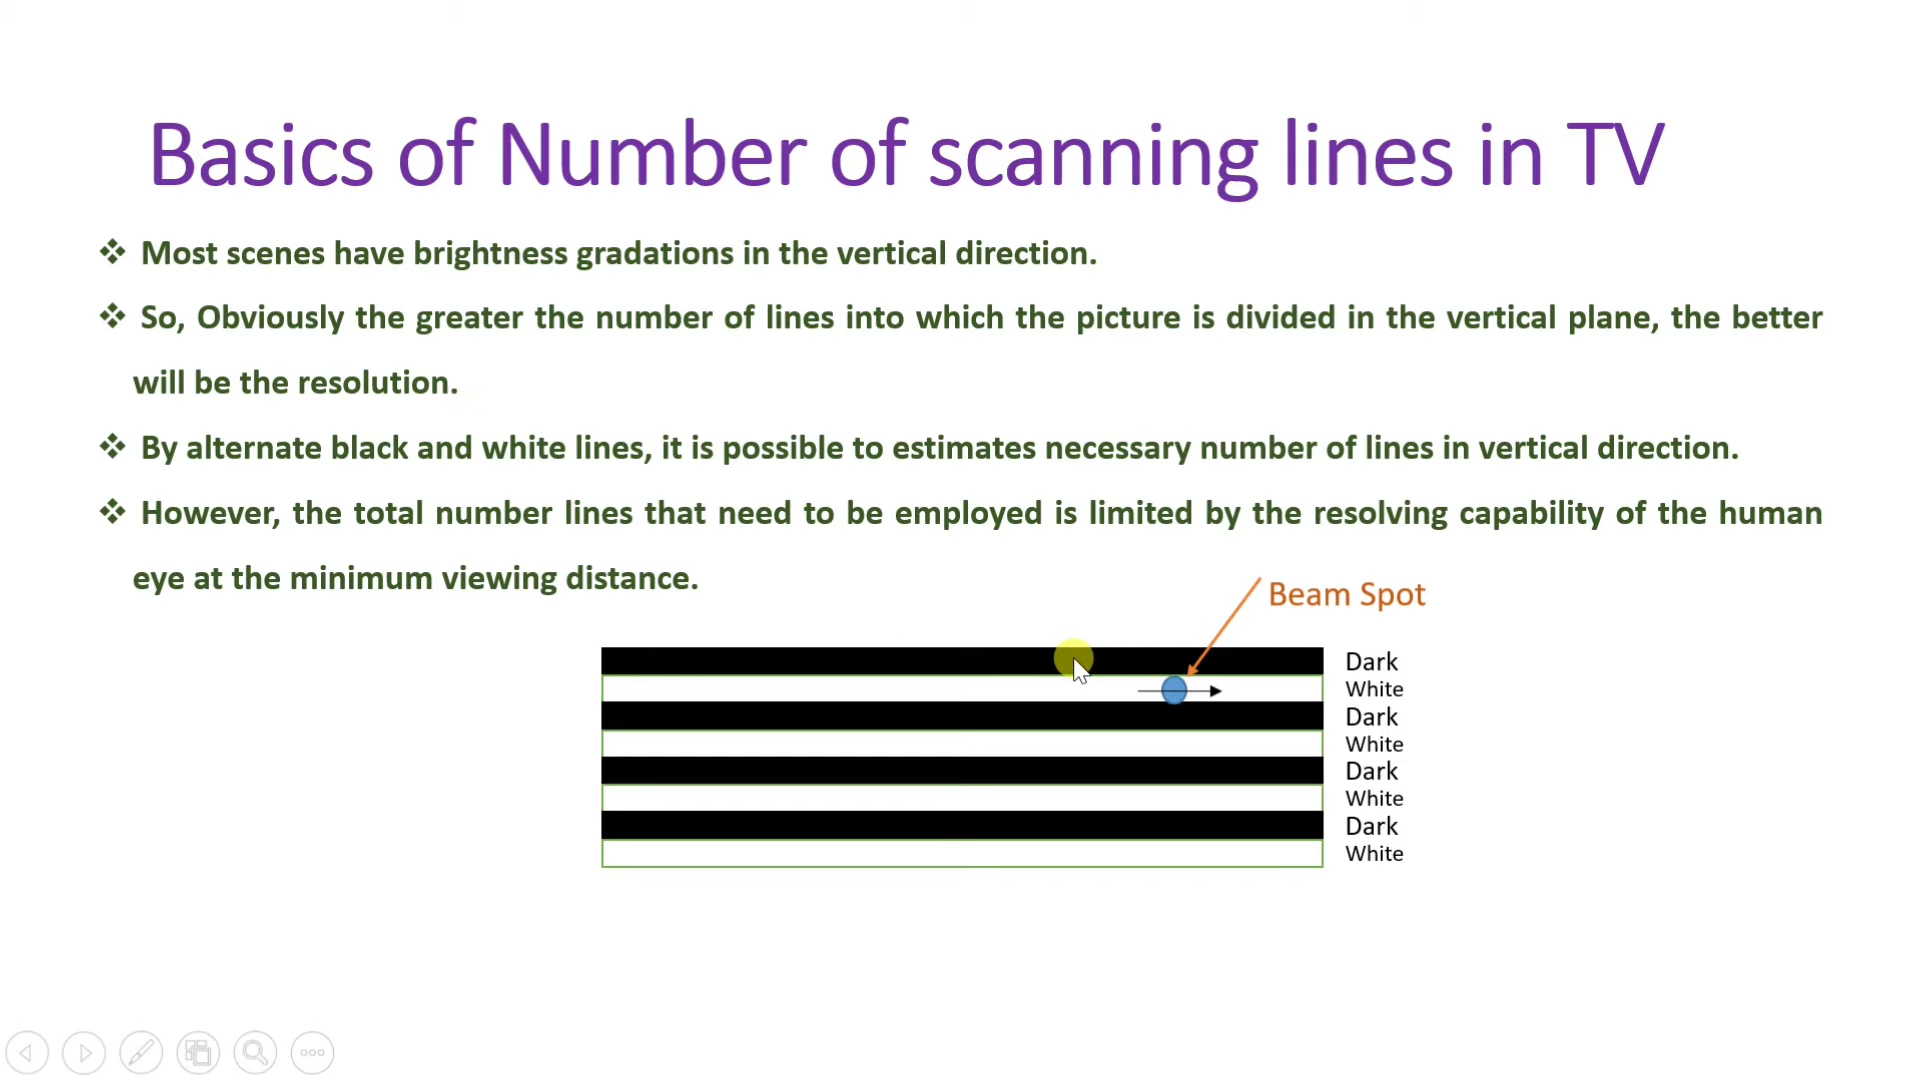 Basics of Number of scanning lines in TV
❖ Most scenes have brightness gradations in the vertical direction.
❖ So, Obviously the greater the number of lines into which the picture is divided in the vertical plane, the better
will be the resolution.
❖ By alternate black and white lines, it is possible to estimates necessary number of lines in vertical direction.
❖ However, the total number lines that need to be employed is limited by the resolving capability of the human
eye at the minimum viewing distance.
Beam Spot
Dark
White
Dark
White
Dark
White
Dark
White